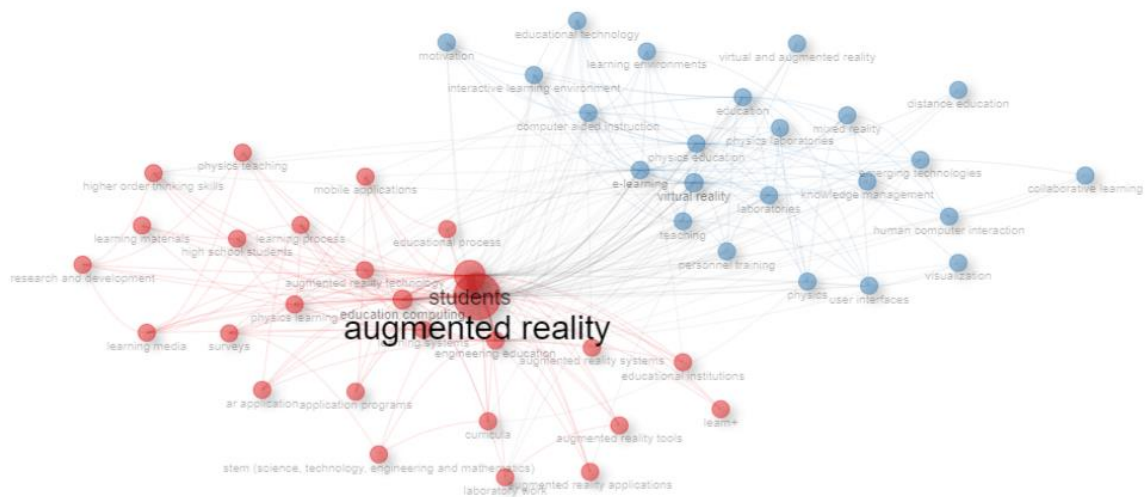 educational technology
motivation
learning environments
virtual and augmented reality
interactive learning environment
distance education
education
computer aided instruction
mixed reality
physics laboratories
physics education
physics teaching
emerging technologies
higher order thinking skills
mobile applications
e-learning
virtual reality
knowledge management
collaborative learning
laboratories
teaching
human computer interaction
learning materials
learning process
high school students
educational process
personnel training
research and development
augmented reality technology
visualization
physics
user interfaces
students
physics learning
education computing
augmented reality
learning media
surveys
engineering education
augmented reality systems
educational institutions
ar application
application programs
learn+
curricula
augmented reality tools
stem (science, technology, engineering and mathematics)
laboratory work
augmented reality applications